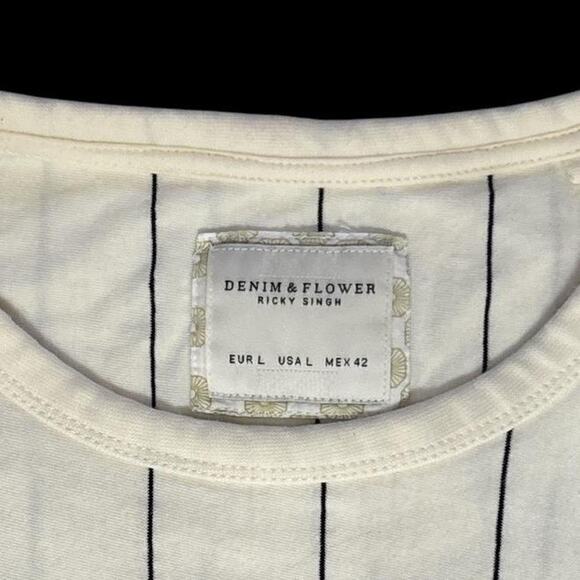 DENIM & FLOWER
RICKY SINGH
EUR L USA L MEX 42